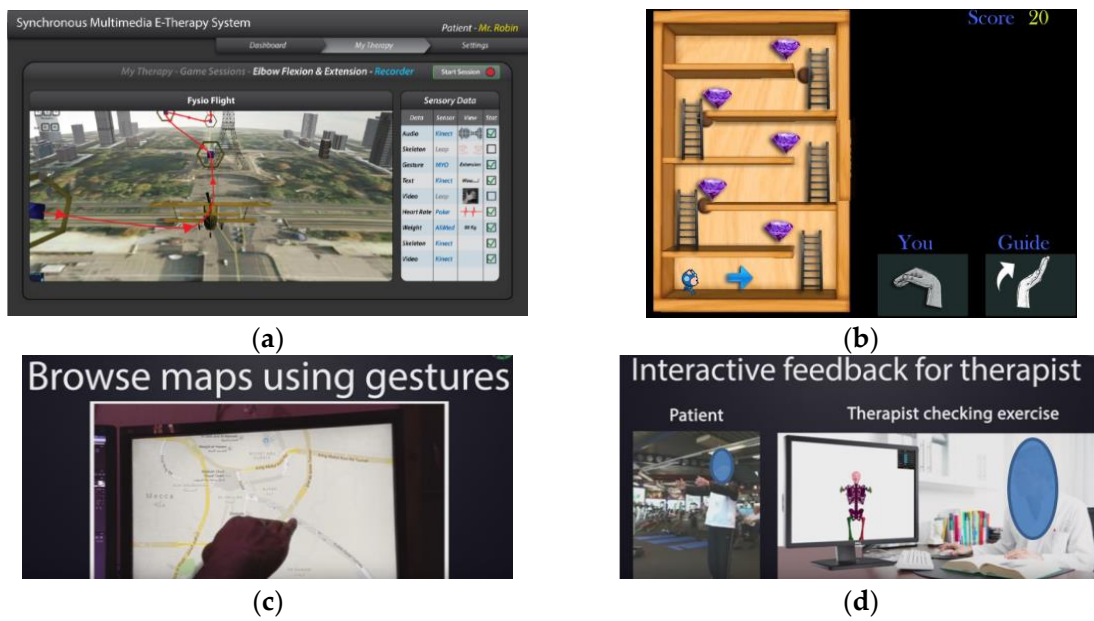 Synchronous Multimedia E-Therapy System
Patient - Mr. Robin
Dashboard
My Therapy
Settings
My Therapy - Game Sessions - Elbow Flexion & Extension - Recorder
Start Session
Fysio Flight
Sensory Data
Data Sensor View Stat
Audio Kinect
Skeleton Leap
Gesture MYO Extension
Text Kinect
Video Leap
Heart Rate Polar
Weight
Skeleton Kinect
Video Kinect
(a)
Score 20
You
Guide
(b)
Browse maps using gestures
Mecca
(c)
Interactive feedback for therapist
Patient
Therapist checking exercise
(d)